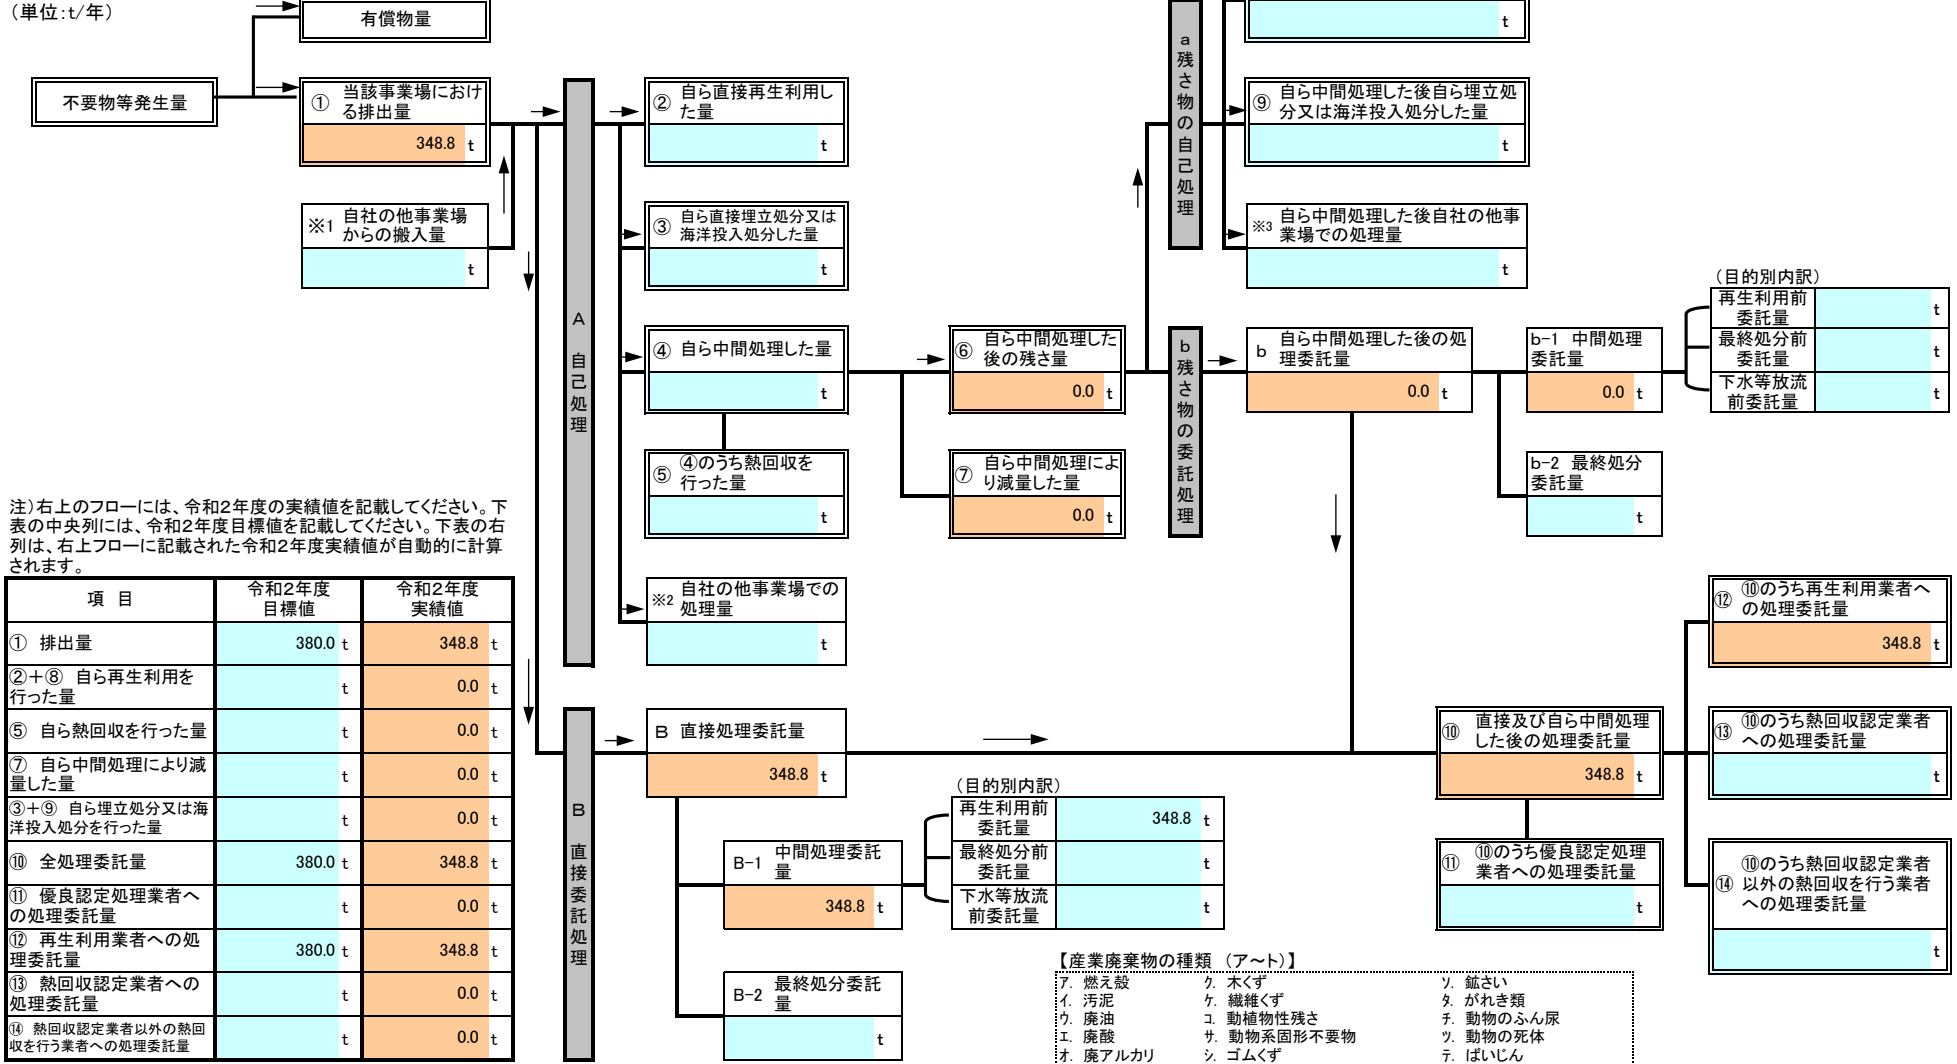 （単位：t/年）
有償物量
不要物等発生量
①
当該事業場におけ
る排出量
348.8 t
※1
自社の他事業場
からの搬入量
t
A
自己処理
②
自ら直接再生利用し
た量
t
③
自ら直接埋立処分又は
海洋投入処分した量
t
④ 自ら中間処理した量
t
⑤
④のうち熱回収を
行った量
t
※2
自社の他事業場での
処理量
t
⑥
自ら中間処理した
後の残さ量
0.0 t
⑦
自ら中間処理によ
り減量した量
0.0 t
a
残さ物の自己処理
t
⑨
自ら中間処理した後自ら埋立処
分又は海洋投入処分した量
t
※3
自ら中間処理した後自社の他事
業場での処理量
t
b
残さ物の委託処理
b
自ら中間処理した後の処
理委託量
0.0 t
b-1 中間処理
委託量
0.0 t
b-2 最終処分
委託量
t
（目的別内訳）
再生利用前
委託量
t
最終処分前
委託量
t
下水等放流
前委託量
t
注）右上のフローには、令和２年度の実績値を記載してください。下
表の中央列には、令和２年度目標値を記載してください。下表の右
列は、右上フローに記載された令和２年度実績値が自動的に計算
されます。
項 目
令和２年度
目標値
令和２年度
実績値
① 排出量 380.0 t 348.8 t
②＋⑧ 自ら再生利用を
行った量
t 0.0 t
⑤ 自ら熱回収を行った量 t 0.0 t
⑦ 自ら中間処理により減
量した量
t 0.0 t
③＋⑨ 自ら埋立処分又は海
洋投入処分を行った量
t 0.0 t
⑩ 全処理委託量 380.0 t 348.8 t
⑪ 優良認定処理業者へ
の処理委託量
t 0.0 t
⑫ 再生利用業者への処
理委託量
380.0 t 348.8 t
⑬ 熱回収認定業者への
処理委託量
t 0.0 t
⑭ 熱回収認定業者以外の熱回
収を行う業者への処理委託量
t 0.0 t
B
直接委託処理
B 直接処理委託量
348.8 t
B-1
中間処理委託
量
348.8 t
B-2
最終処分委託
量
t
（目的別内訳）
再生利用前
委託量
348.8 t
最終処分前
委託量
t
下水等放流
前委託量
t
⑩
直接及び自ら中間処理
した後の処理委託量
348.8 t
⑪
⑩のうち優良認定処理
業者への処理委託量
t
⑫
⑩のうち再生利用業者へ
の処理委託量
348.8 t
⑬
⑩のうち熱回収認定業者
への処理委託量
t
⑭
⑩のうち熱回収認定業者
以外の熱回収を行う業者
への処理委託量
t
【産業廃棄物の種類 （ア～ト）】
ｱ. 燃え殻 ｸ. 木くず ｿ. 鉱さい
ｲ. 汚泥 ｹ. 繊維くず ﾀ. がれき類
ｳ. 廃油 ｺ. 動植物性残さ ﾁ. 動物のふん尿
ｴ. 廃酸 ｻ. 動物系固形不要物 ﾂ. 動物の死体
ｵ. 廃アルカリ ｼ. ゴムくず ﾃ. ばいじん